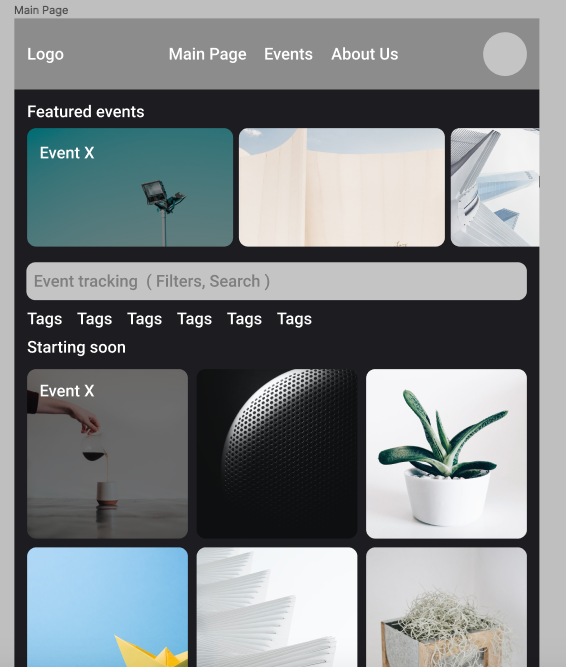 Main Page
Logo Main Page Events About Us
Featured events
Event X
Event tracking ( Filters, Search )
Tags Tags Tags Tags Tags Tags
Starting soon
Event X